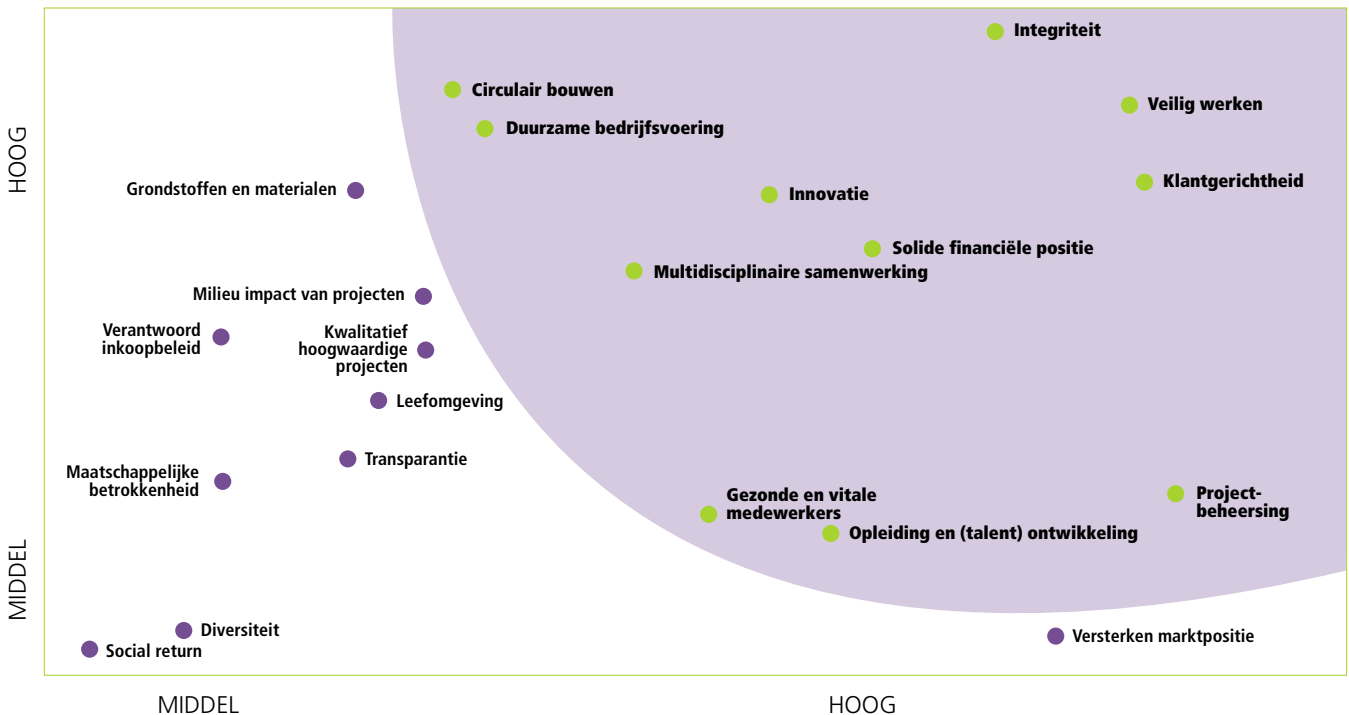 Integriteit
Circulair bouwen
Veilig werken
Duurzame bedrijfsvoering
HOOG
Grondstoffen en materialen
Innovatie
Klantgerichtheid
Solide financiële positie
Multidisciplinaire samenwerking
Milieu impact van projecten
Verantwoord
inkoopbeleid
Kwalitatief
hoogwaardige
projecten
Leefomgeving
Transparantie
Maatschappelijke
betrokkenheid
Gezonde en vitale
medewerkers
Project-
beheersing
Opleiding en (talent) ontwikkeling
MIDDEL
Diversiteit
Social return
Versterken marktpositie
MIDDEL
HOOG